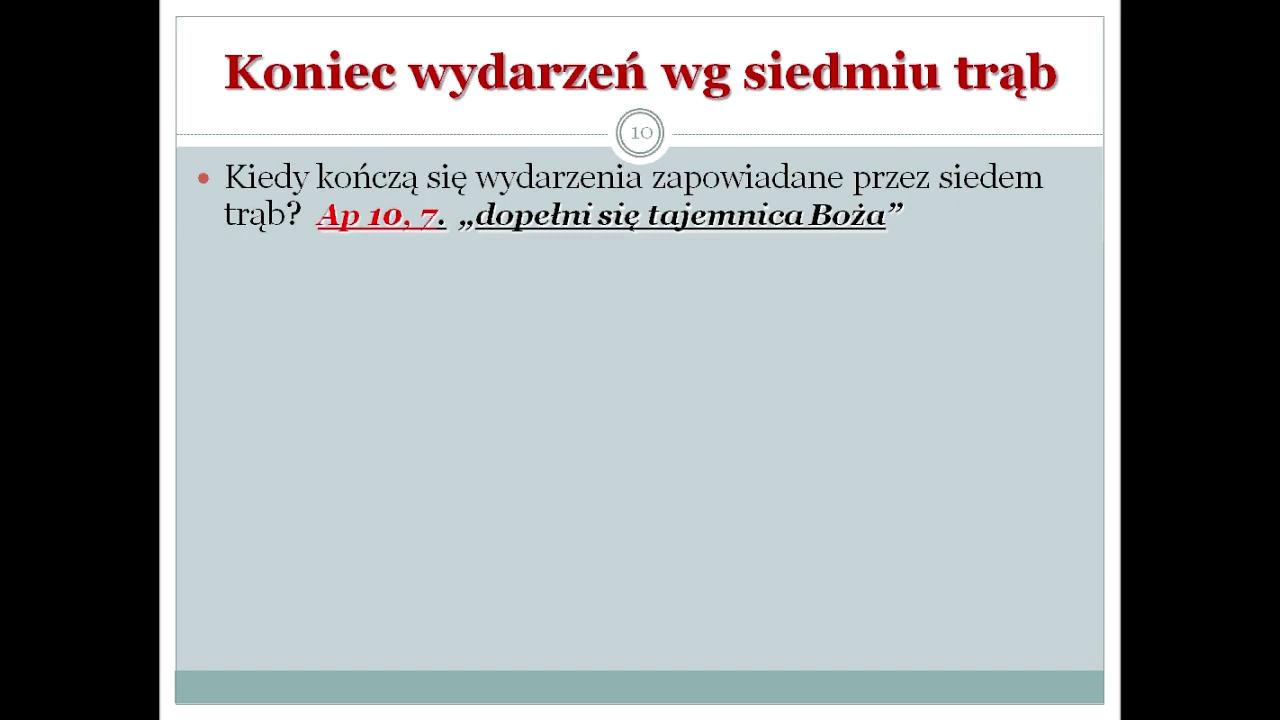 Koniec wydarzeń wg siedmiu trąb
10
• Kiedy kończą się wydarzenia zapowiadane przez siedem
trąb? Ap 10, 7. „dopełni się tajemnica Boża”